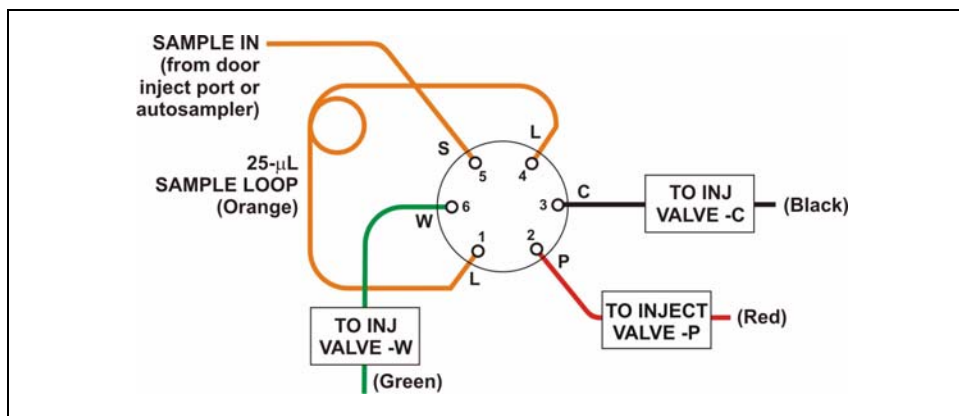 SAMPLE IN
(from door
inject port or
autosampler)
25-μL
SAMPLE LOOP
(Orange)
S
L
5
4
C
6
3
W
1
2
L
P
TO INJ
VALVE -C
(Black)
TO INJECT
VALVE -P
(Red)
TO INJ
VALVE -W
(Green)